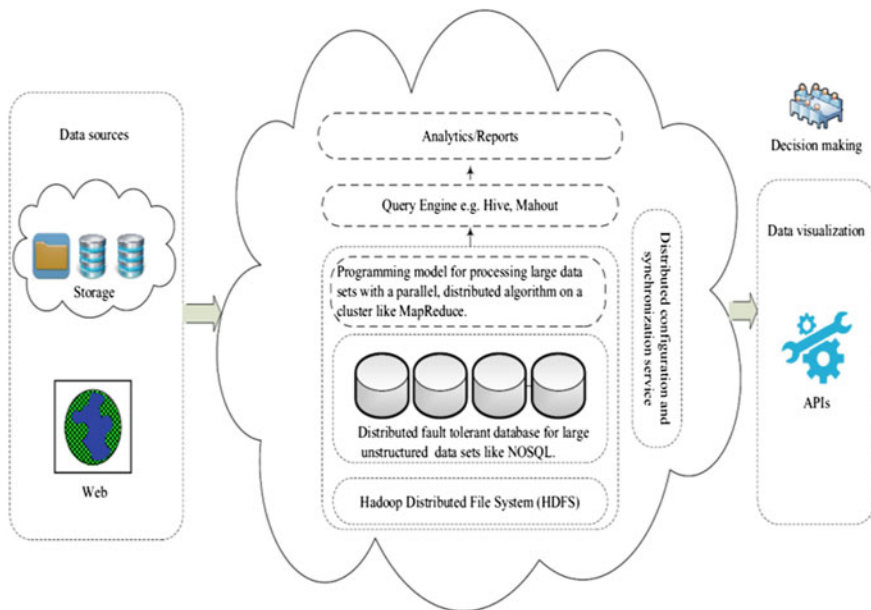 Data sources
Storage
Web
Analytics/Reports
Query Engine e.g. Hive, Mahout
Programming model for processing large data
sets with a parallel, distributed algorithm on a
cluster like MapReduce.
Distributed fault tolerant database for large
unstructured data sets like NOSQL.
Hadoop Distributed File System (HDFS)
Distributed configuration and
synchronization service
Decision making
Data visualization
APIs